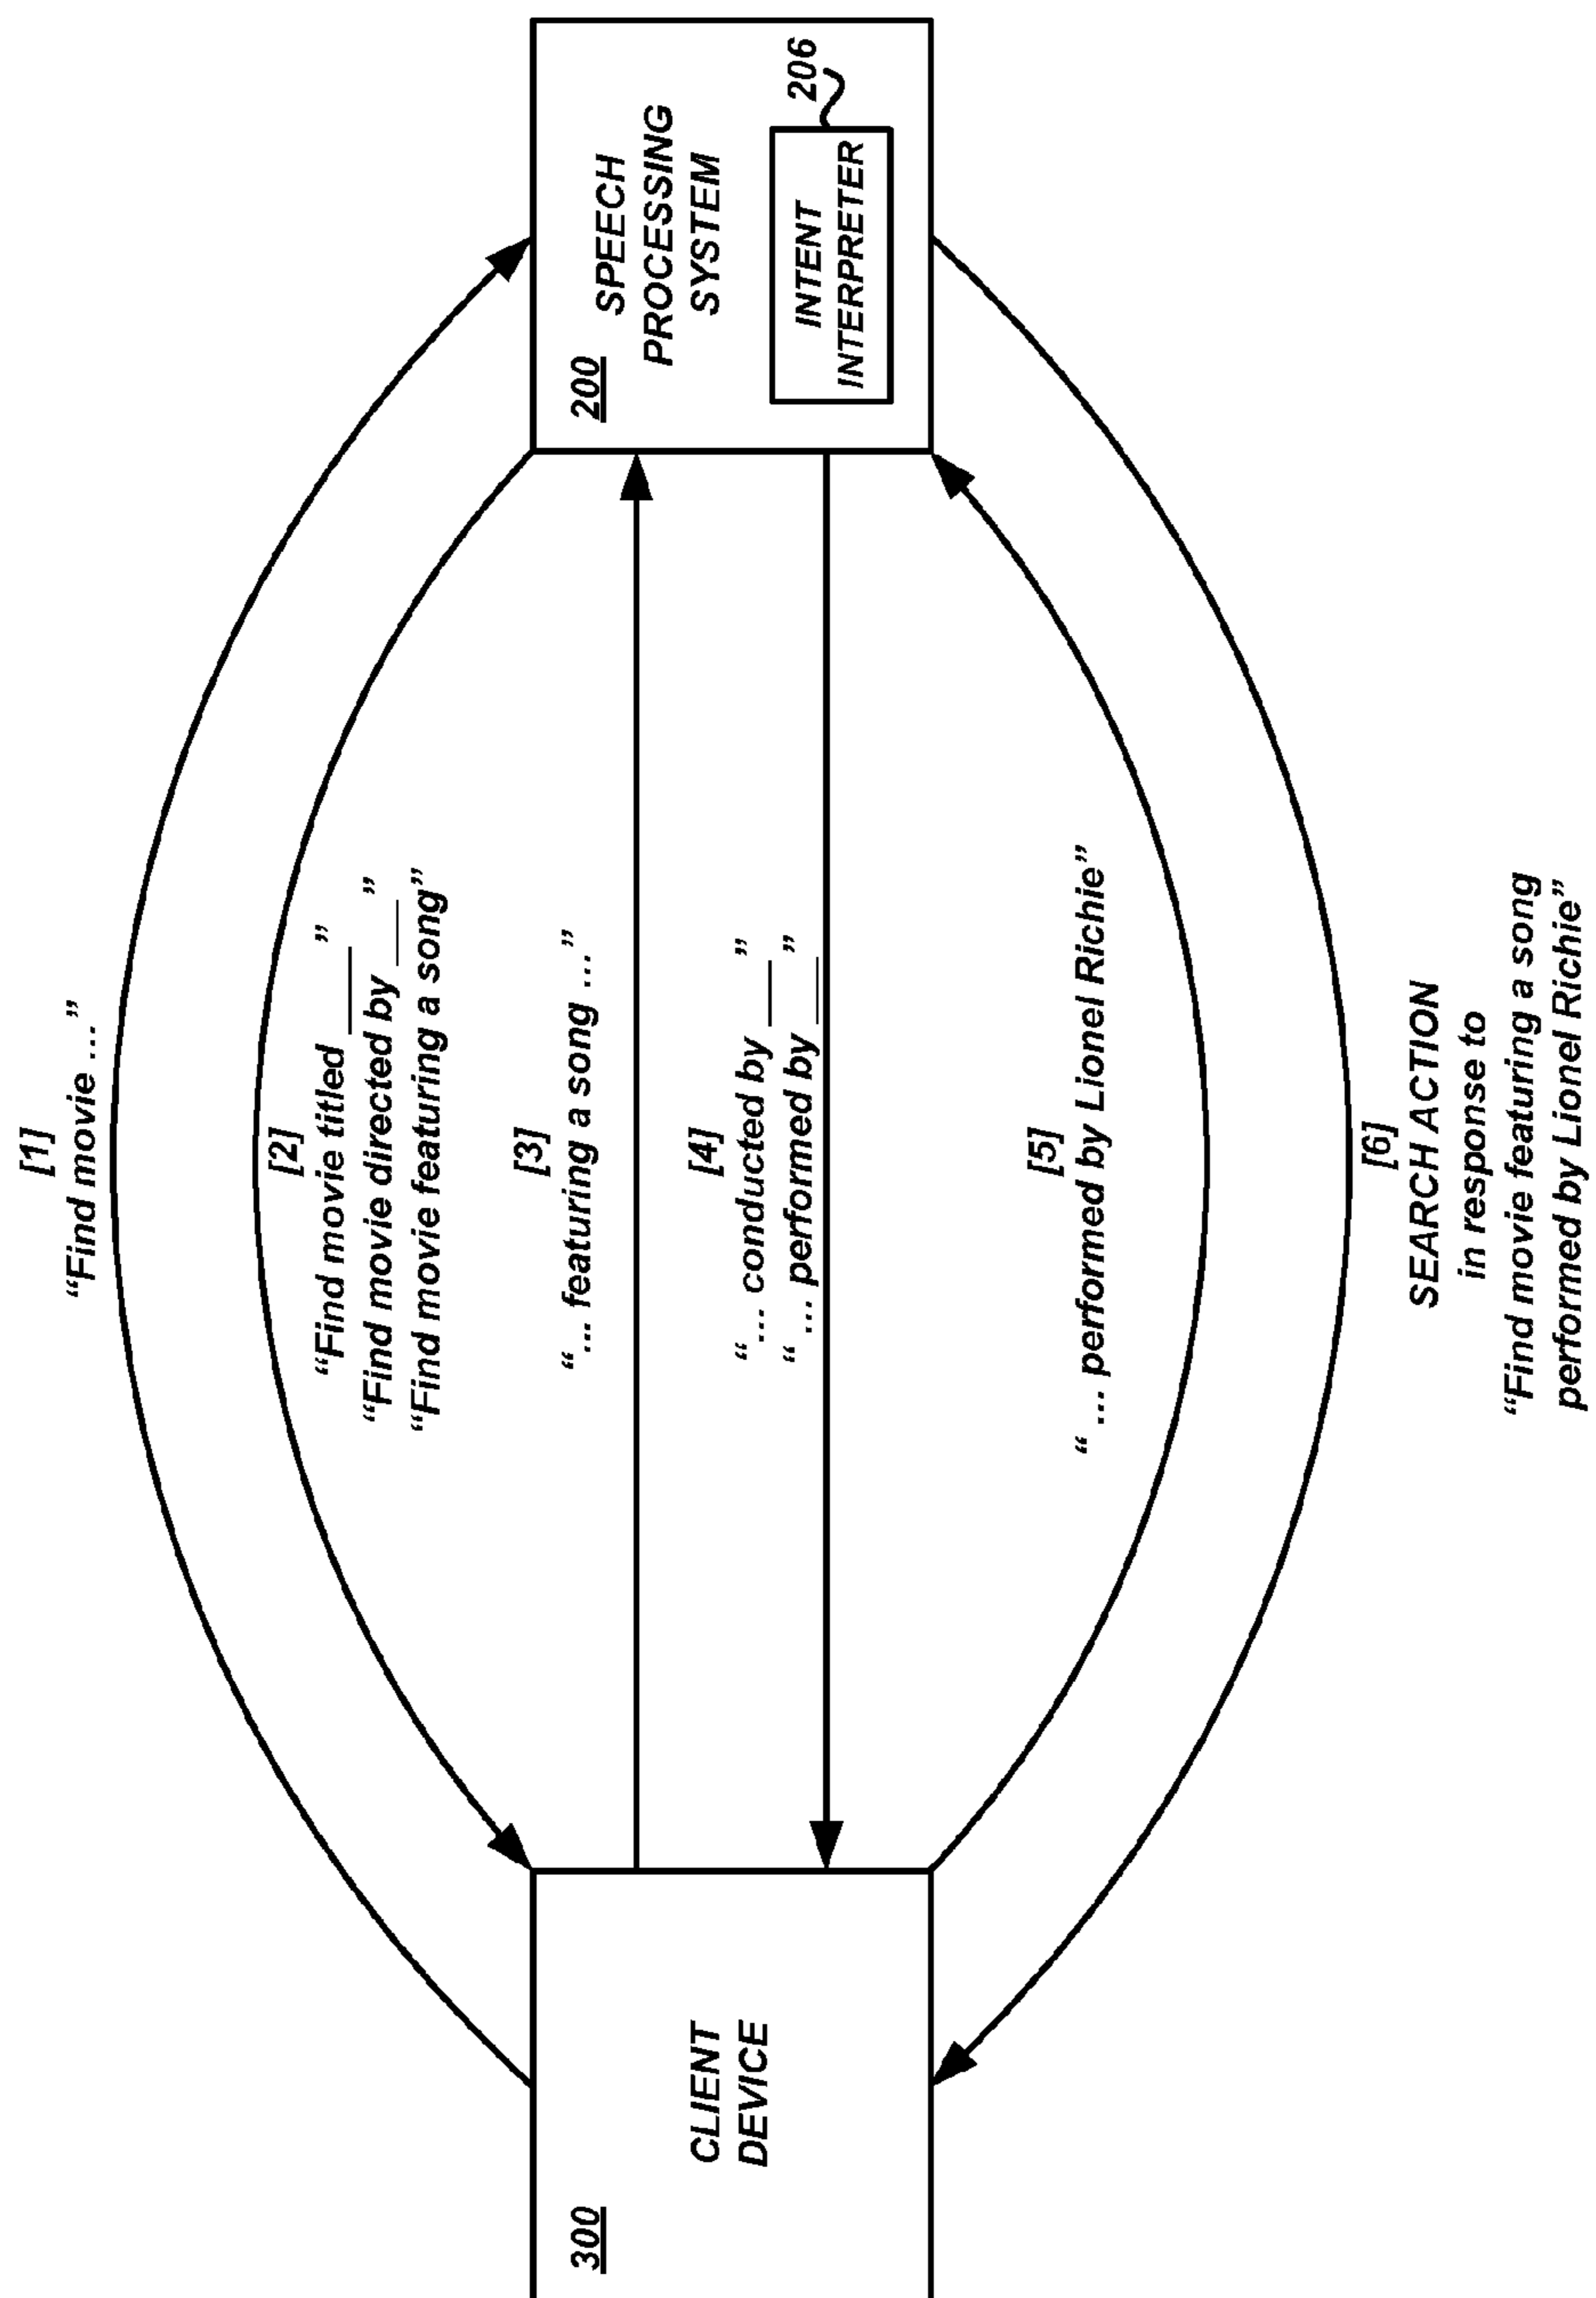 [1]
“Find movie ...”
[2]
“Find movie titled ____”
“Find movie directed by ___”
“Find movie featuring a song”
[3]
“... featuring a song ...”
[4]
“... conducted by ___”
“... performed by ___”
[5]
“ ... performed by Lionel Richie”
[6]
SEARCH ACTION
in response to
“Find movie featuring a song
performed by Lionel Richie”
300
CLIENT
DEVICE
200
SPEECH
PROCESSING
SYSTEM
206
INTENT
INTERPRETER